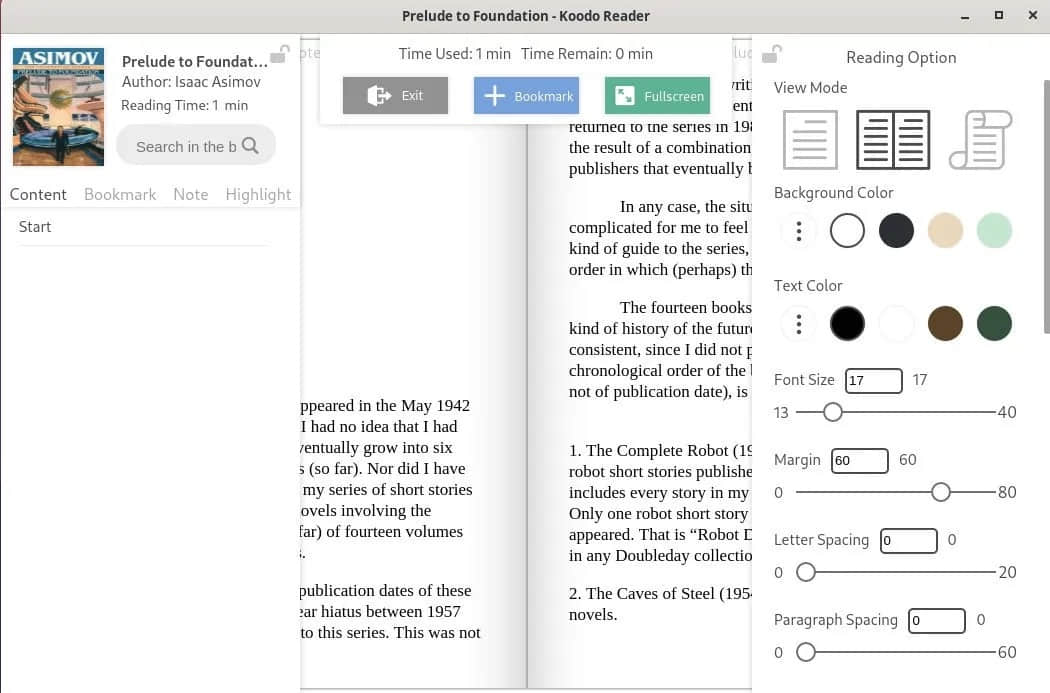 Prelude to Foundation - Koodo Reader
ASIMOV
PRELUDE TO FOUNDATION
Prelude to Foundat...
Author: Isaac Asimov
Reading Time: 1 min
Search in the b
Content Bookmark Note Highlight
Start
Time Used: 1 min Time Remain: 0 min
Exit
Bookmark
Fullscreen
ppeared in the May 1942
I had no idea that I had
ventually grow into six
s (so far). Nor did I have
my series of short stories
ovels involving the
far) of fourteen volumes
s.
publication dates of these
ear hiatus between 1957
to this series. This was not
returned to the series in 198
the result of a combination
publishers that eventually b
In any case, the situ
complicated for me to feel
kind of guide to the series,
order in which (perhaps) th
The fourteen books
kind of history of the future
consistent, since I did not p
chronological order of the b
not of publication date), is
1. The Complete Robot (19
robot short stories publishe
includes every story in my
Only one robot short story
appeared. That is “Robot D
in any Doubleday collectio
2. The Caves of Steel (1954
novels.
Reading Option
View Mode
Background Color
Text Color
Font Size 17 17
13 40
Margin 60 60
0 80
Letter Spacing 0 0
0 20
Paragraph Spacing 0 0
0 60